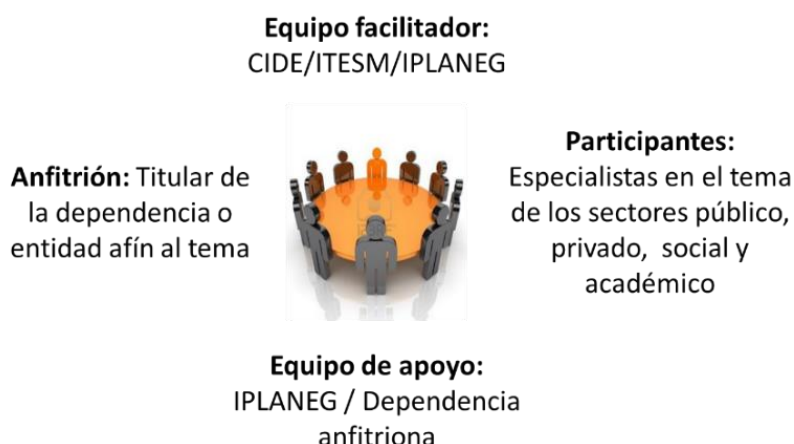 Equipo facilitador:
CIDE/ITESM/IPLANEG
Anfitrión: Titular de
la dependencia o
entidad afín al tema
Participantes:
Especialistas en el tema
de los sectores público,
privado, social y
académico
Equipo de apoyo:
IPLANEG / Dependencia
anfitriona